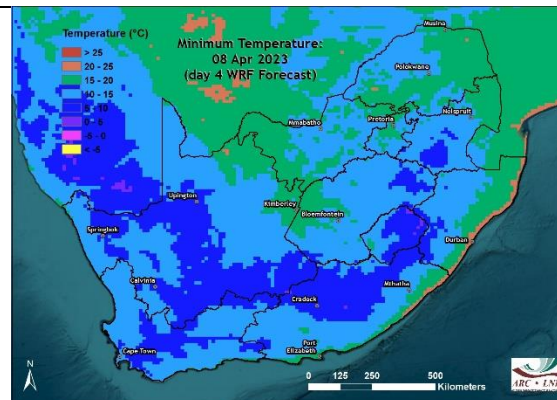 Temperature (°C)
> 25
20 - 25
15 - 20
10 - 15
5 - 10
0 - 5
-5 - 0
< -5
Minimum Temperature:
08 Apr 2023
(day 4 WRF Forecast)
Musina
Polokwane
Nelspruit
Mmabatho
Pretoria
Upington
Kimberley
Bloemfontein
Springbok
Durban
Calvinia
Mthatha
Cradock
Cape Town
Port
Elizabeth
N
0 125 250 500
Kilometers
ARC • LNR